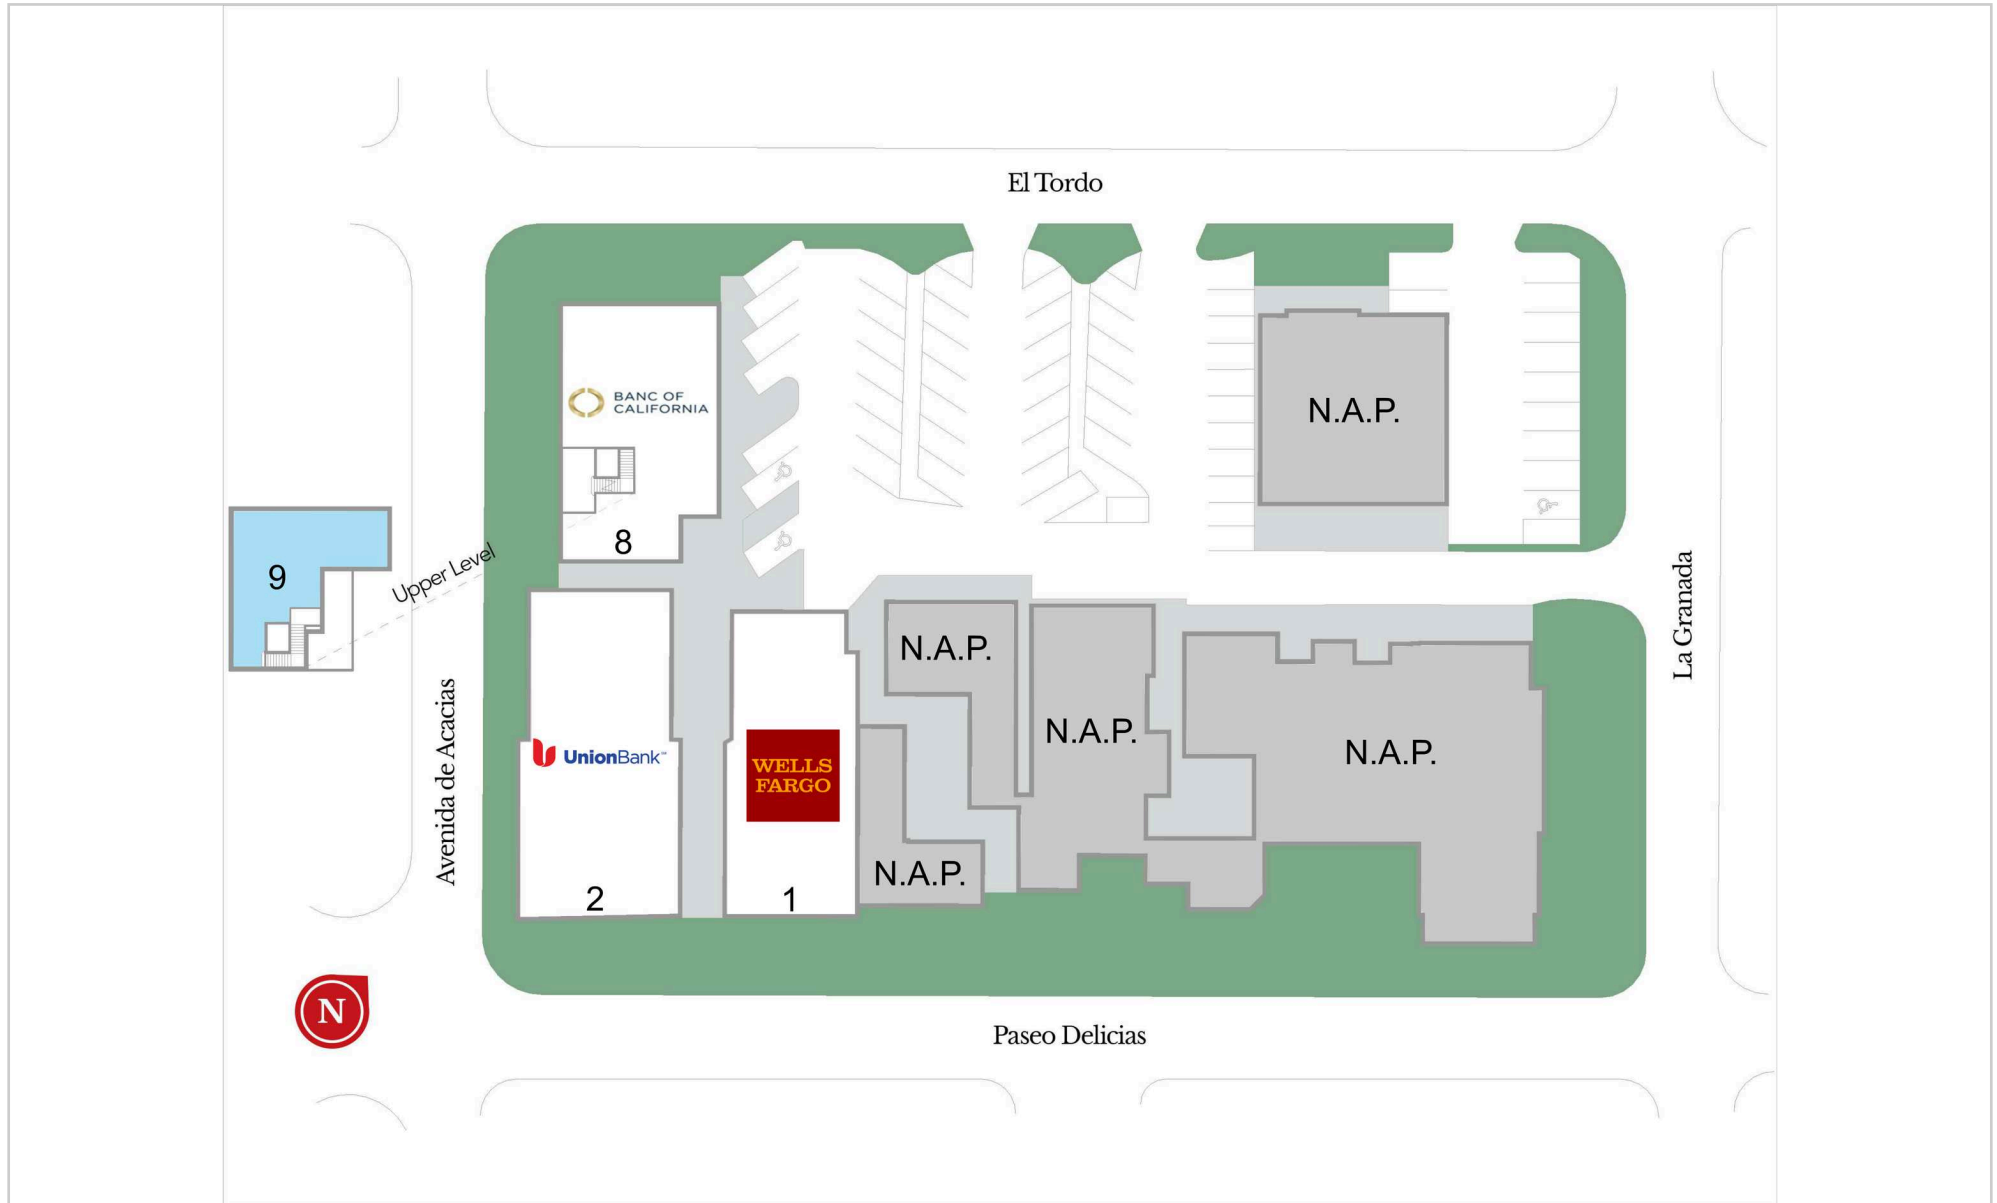 El Tordo
BANC OF
CALIFORNIA
N.A.P.
8
9
Upper Level
La Granada
N.A.P.
Avenida de Acacias
UnionBank™
WELLS
FARGO
N.A.P.
N.A.P.
N.A.P.
2
1
N
Paseo Delicias